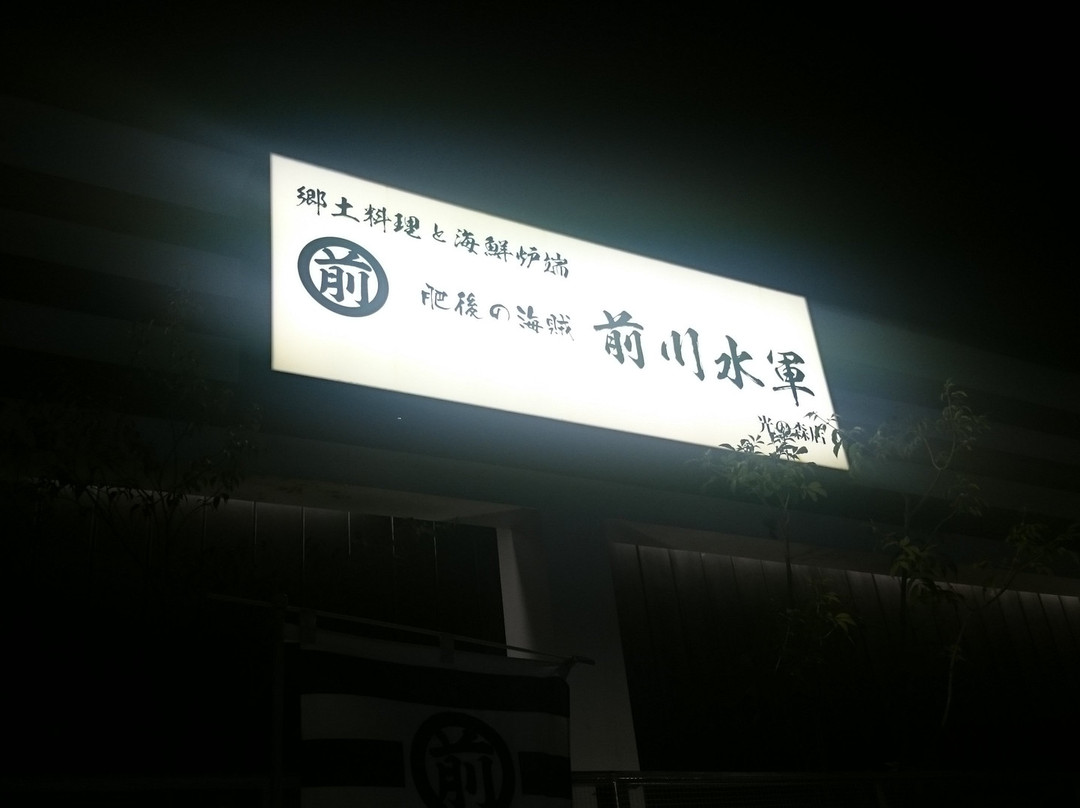 郷土料理と海鮮炉端
前
肥後の海賊 前川水軍
光の森店
前